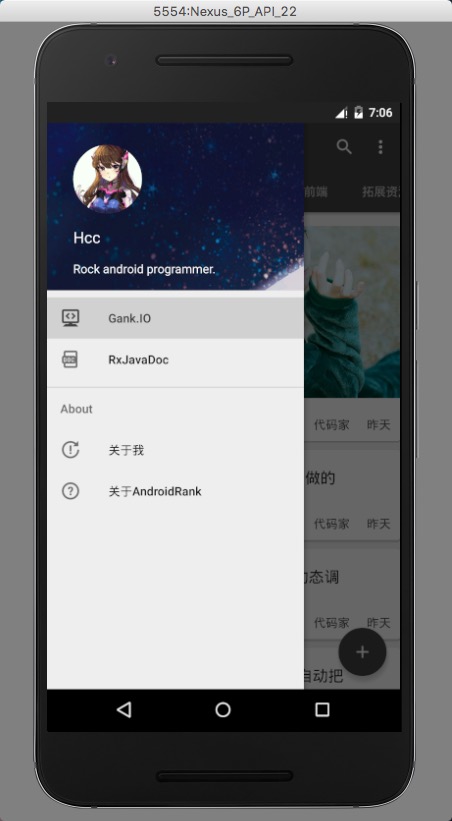 5554:Nexus_6P_API_22
7:06
Hcc
Rock android programmer.
前端
拓展资
Gank.IO
RxJavaDoc
About
关于我
关于AndroidRank
代码家 昨天
做的
代码家 昨天
动态调
代码家 昨天
自动把